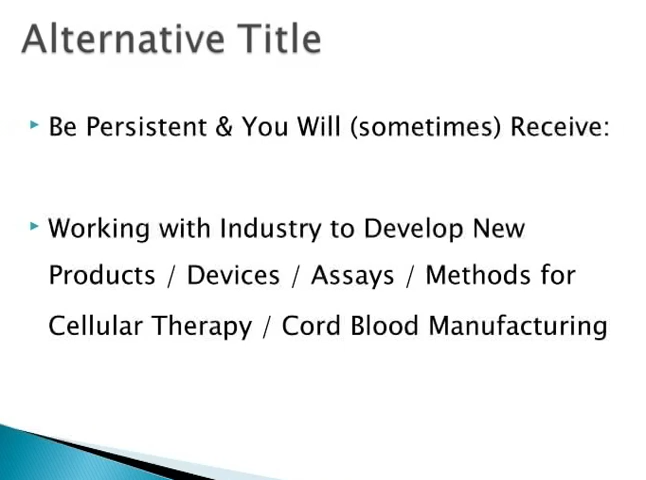 Alternative Title
Be Persistent & You Will (sometimes) Receive:
Working with Industry to Develop New
Products / Devices / Assays / Methods for
Cellular Therapy / Cord Blood Manufacturing